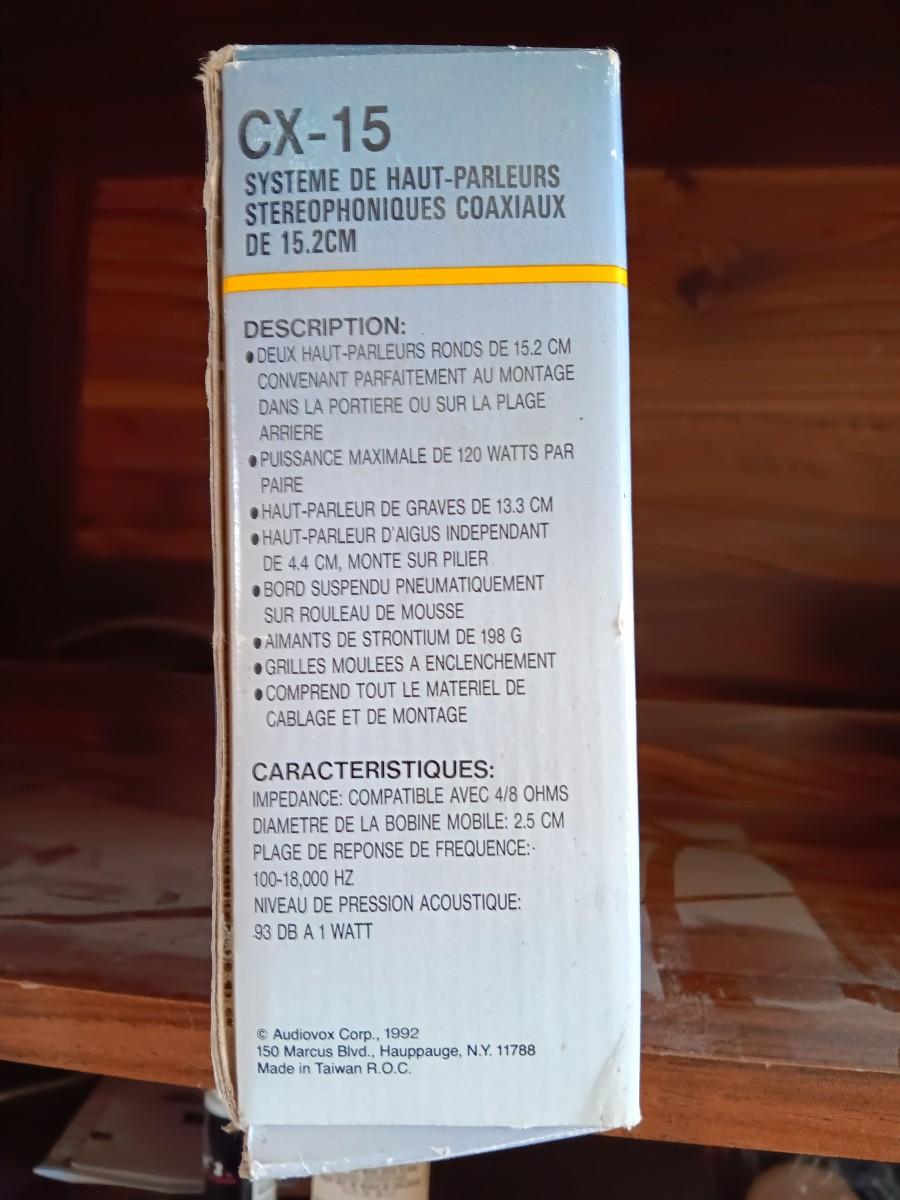 CX-15
SYSTEME DE HAUT-PARLEURS
STEREOPHONIQUES COAXIAUX
DE 15.2CM
DESCRIPTION:
● DEUX HAUT-PARLEURS RONDS DE 15.2 CM
CONVENANT PARFAITEMENT AU MONTAGE
DANS LA PORTIERE OU SUR LA PLAGE
ARRIERE
● PUISSANCE MAXIMALE DE 120 WATTS PAR
PAIRE
● HAUT-PARLEUR DE GRAVES DE 13.3 CM
● HAUT-PARLEUR D'AIGUS INDEPENDANT
DE 4.4 CM, MONTE SUR PILIER
● BORD SUSPENDU PNEUMATIQUEMENT
SUR ROULEAU DE MOUSSE
● AIMANTS DE STRONTIUM DE 198 G
● GRILLES MOULEES A ENCLENCHEMENT
● COMPREND TOUT LE MATERIEL DE
CABLAGE ET DE MONTAGE
CARACTERISTIQUES:
IMPEDANCE: COMPATIBLE AVEC 4/8 OHMS
DIAMETRE DE LA BOBINE MOBILE: 2.5 CM
PLAGE DE REPONSE DE FREQUENCE:
100-18,000 HZ
NIVEAU DE PRESSION ACOUSTIQUE:
93 DB A 1 WATT
© Audiovox Corp., 1992
150 Marcus Blvd., Hauppauge, N.Y. 11788
Made in Taiwan R.O.C.